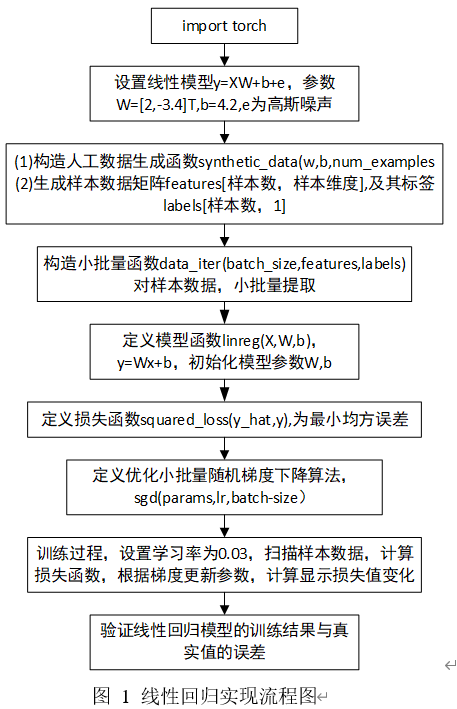 import torch
设置线性模型y=XW+b+e，参数
W=[2,-3.4]T,b=4.2,e为高斯噪声
(1)构造人工数据生成函数synthetic_data(w,b,num_examples
(2)生成样本数据矩阵features[样本数，样本维度],及其标签
labels[样本数，1]
构造小批量函数data_iter(batch_size,features,labels)
对样本数据，小批量提取
定义模型函数linreg(X,W,b)，
y=Wx+b，初始化模型参数W,b
定义损失函数squared_loss(y_hat,y),为最小均方误差
定义优化小批量随机梯度下降算法，
sgd(params,lr,batch-size）
训练过程，设置学习率为0.03，扫描样本数据，计算
损失函数，根据梯度更新参数，计算显示损失值变化
验证线性回归模型的训练结果与真
实值的误差
图 1 线性回归实现流程图